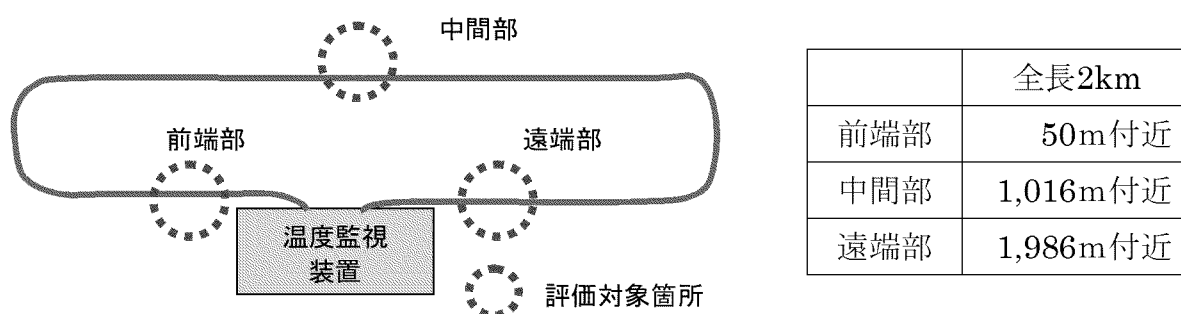 中間部
前端部
遠端部
温度監視
装置
評価対象箇所
全長2km
前端部 50m付近
中間部 1,016m付近
遠端部 1,986m付近